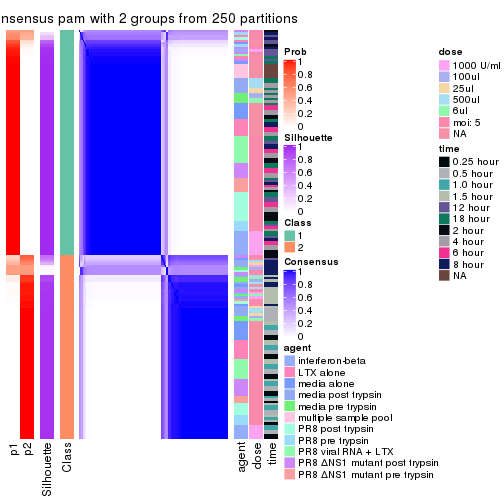 nsensus pam with 2 groups from 250 partitions
Prob
1
0.8
0.6
0.4
0.2
0
Silhouette
1
0.8
0.6
0.4
0.2
0
Class
1
2
Consensus
1
0.8
0.6
0.4
0.2
0
agent
interferon-beta
LTX alone
media alone
media post trypsin
media pre trypsin
multiple sample pool
PR8 post trypsin
PR8 pre trypsin
PR8 viral RNA + LTX
PR8 ΔNS1 mutant post trypsin
PR8 ΔNS1 mutant pre trypsin
dose
1000 U/ml
100ul
25ul
500ul
6ul
moi: 5
NA
time
0.25 hour
0.5 hour
1.0 hour
1.5 hour
12 hour
18 hour
2 hour
4 hour
6 hour
8 hour
NA
p1
p2
Silhouette
Class
agent
dose
time